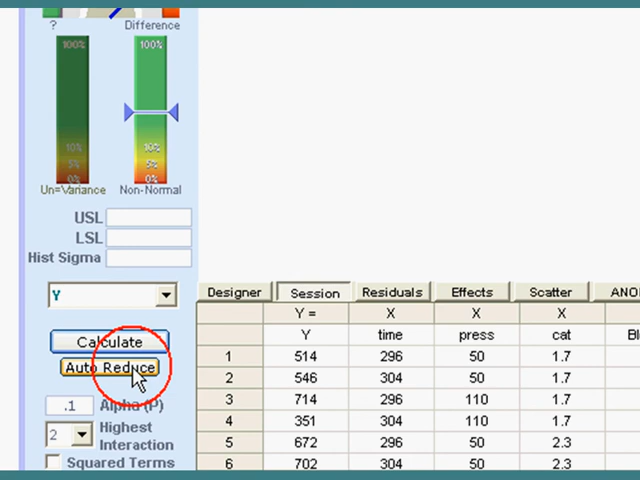 ? Difference
100% 100%
10% 10%
5% 5%
0% 0%
Un=Variance Non-Normal
USL
LSL
Hist Sigma
Y
Designer Session Residuals Effects Scatter ANO
Y = X X X
Y time press cat Bl
1 514 296 50 1.7
2 546 304 50 1.7
3 714 296 110 1.7
4 351 304 110 1.7
5 672 296 50 2.3
6 702 304 50 2.3
Calculate
Auto Reduce
.1 Alpha (P)
2 Highest
Interaction
Squared Terms